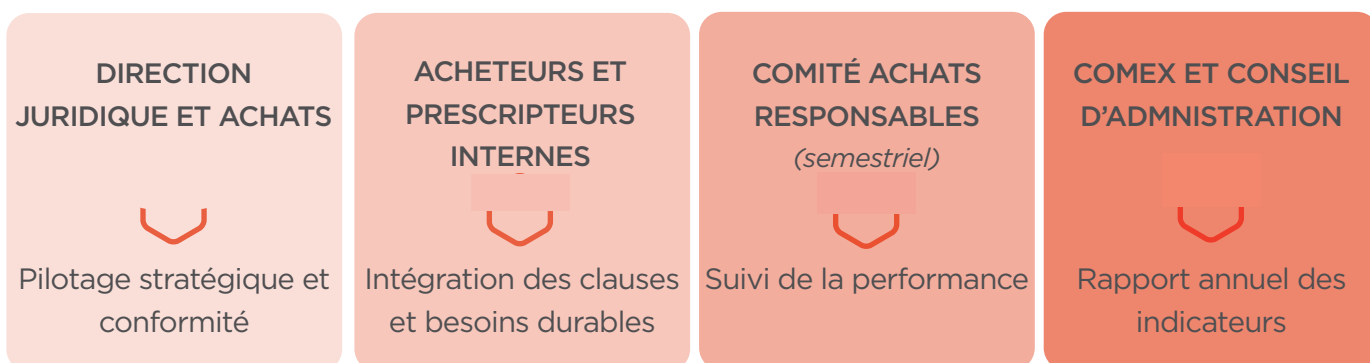 DIRECTION
JURIDIQUE ET ACHATS
Pilotage stratégique et
conformité
ACHETEURS ET
PRESCRIPTEURS
INTERNES
Intégration des clauses
et besoins durables
COMITÉ ACHATS
RESPONSABLES
(semestriel)
Suivi de la performance
COMEX ET CONSEIL
D'ADMNISTRATION
Rapport annuel des
indicateurs